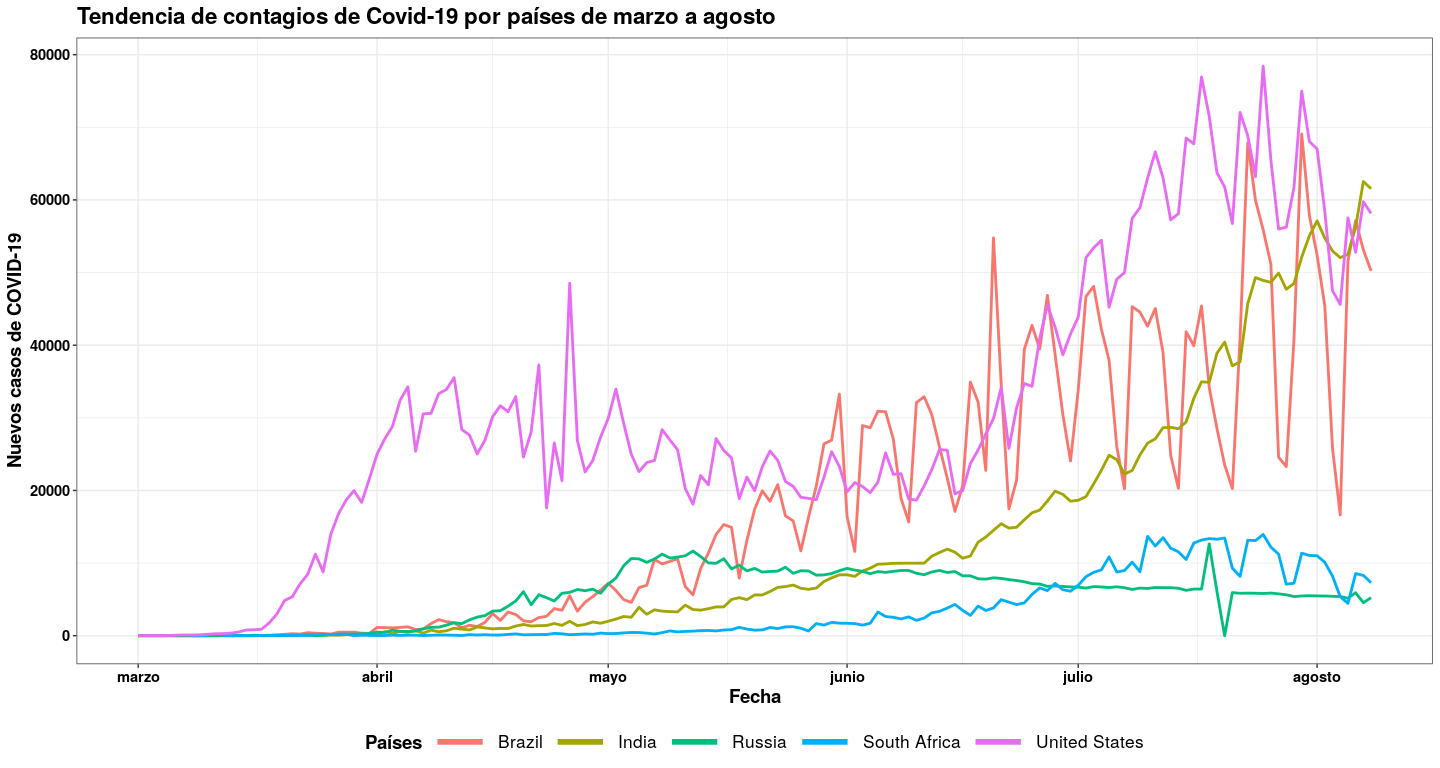 Tendencia de contagios de Covid-19 por países de marzo a agosto
Nuevos casos de COVID-19
80000
60000
40000
20000
0
marzo abril mayo junio julio agosto
Fecha
Países Brazil India Russia South Africa United States